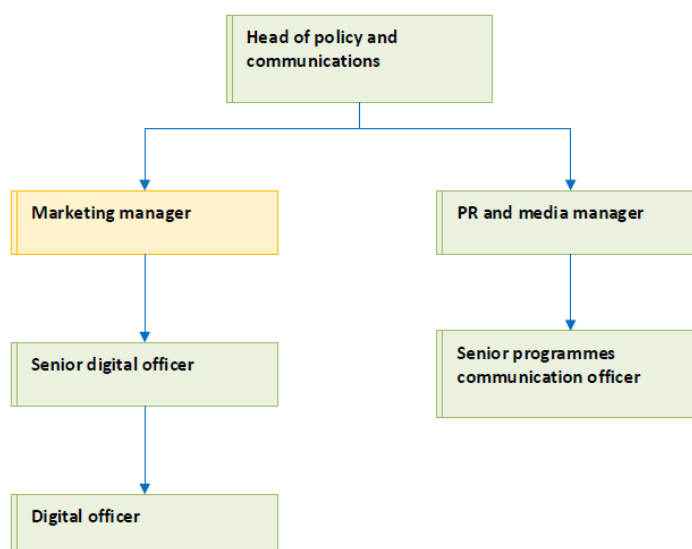 Head of policy and
communications
Marketing manager
PR and media manager
Senior digital officer
Senior programmes
communication officer
Digital officer